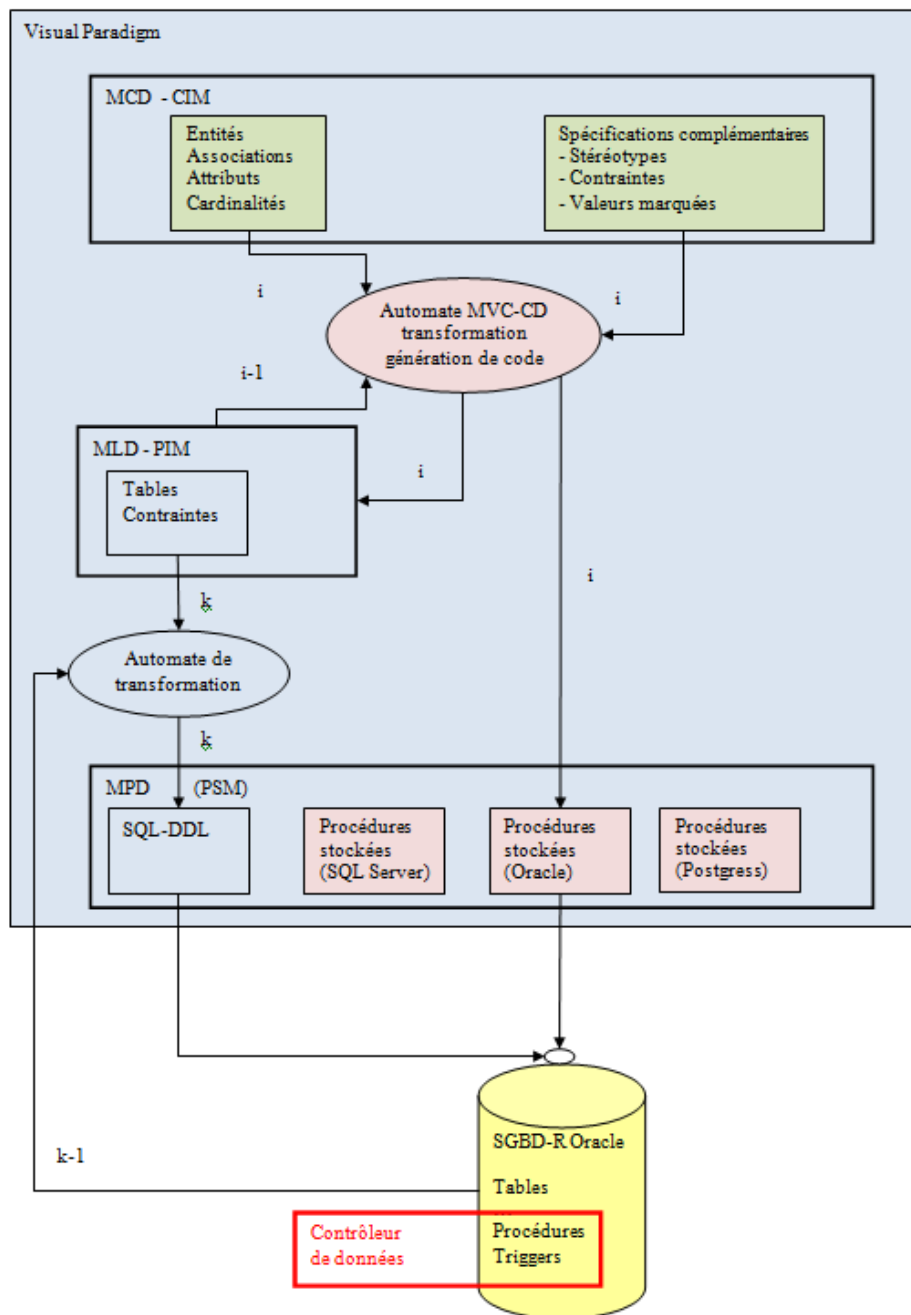 Visual Paradigm
MCD - CIM
Entités
Associations
Attributs
Cardinalités
Spécifications complémentaires
- Stéréotypes
- Contraintes
- Valeurs marquées
i
i
Automate MVC-CD
transformation
génération de code
i-1
MLD - PIM
Tables
Contraintes
i
i
k
Automate de
transformation
k
MPD (PSM)
SQL-DDL
Procédures
stockées
(SQL Server)
Procédures
stockées
(Oracle)
Procédures
stockées
(Postgress)
SGBD-R Oracle
k-1
Tables
...
Contrôleur
de données
Procédures
Triggers